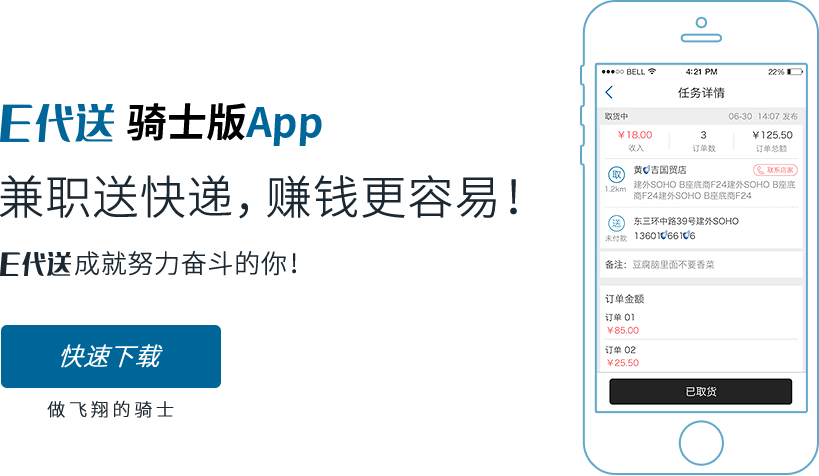 E代送 骑士版App
兼职送快递，赚钱更容易！
E代送成就努力奋斗的你！
快速下载
做飞翔的骑士
BELL 4:21 PM 22%
任务详情
取货中 06-30 14:07 发布
￥18.00 3 ￥125.50
收入 订单数 订单总额
取 吉国贸店 联系店家
1.2km 建外SOHO B座底商F24建外SOHO B座底
商F24建外SOHO B座底商F24
送 东三环中路39号建外SOHO
未付款 13601 661 6
备注：豆腐脑里面不要香菜
订单金额
订单 01
￥85.00
订单 02
￥25.50
已取货